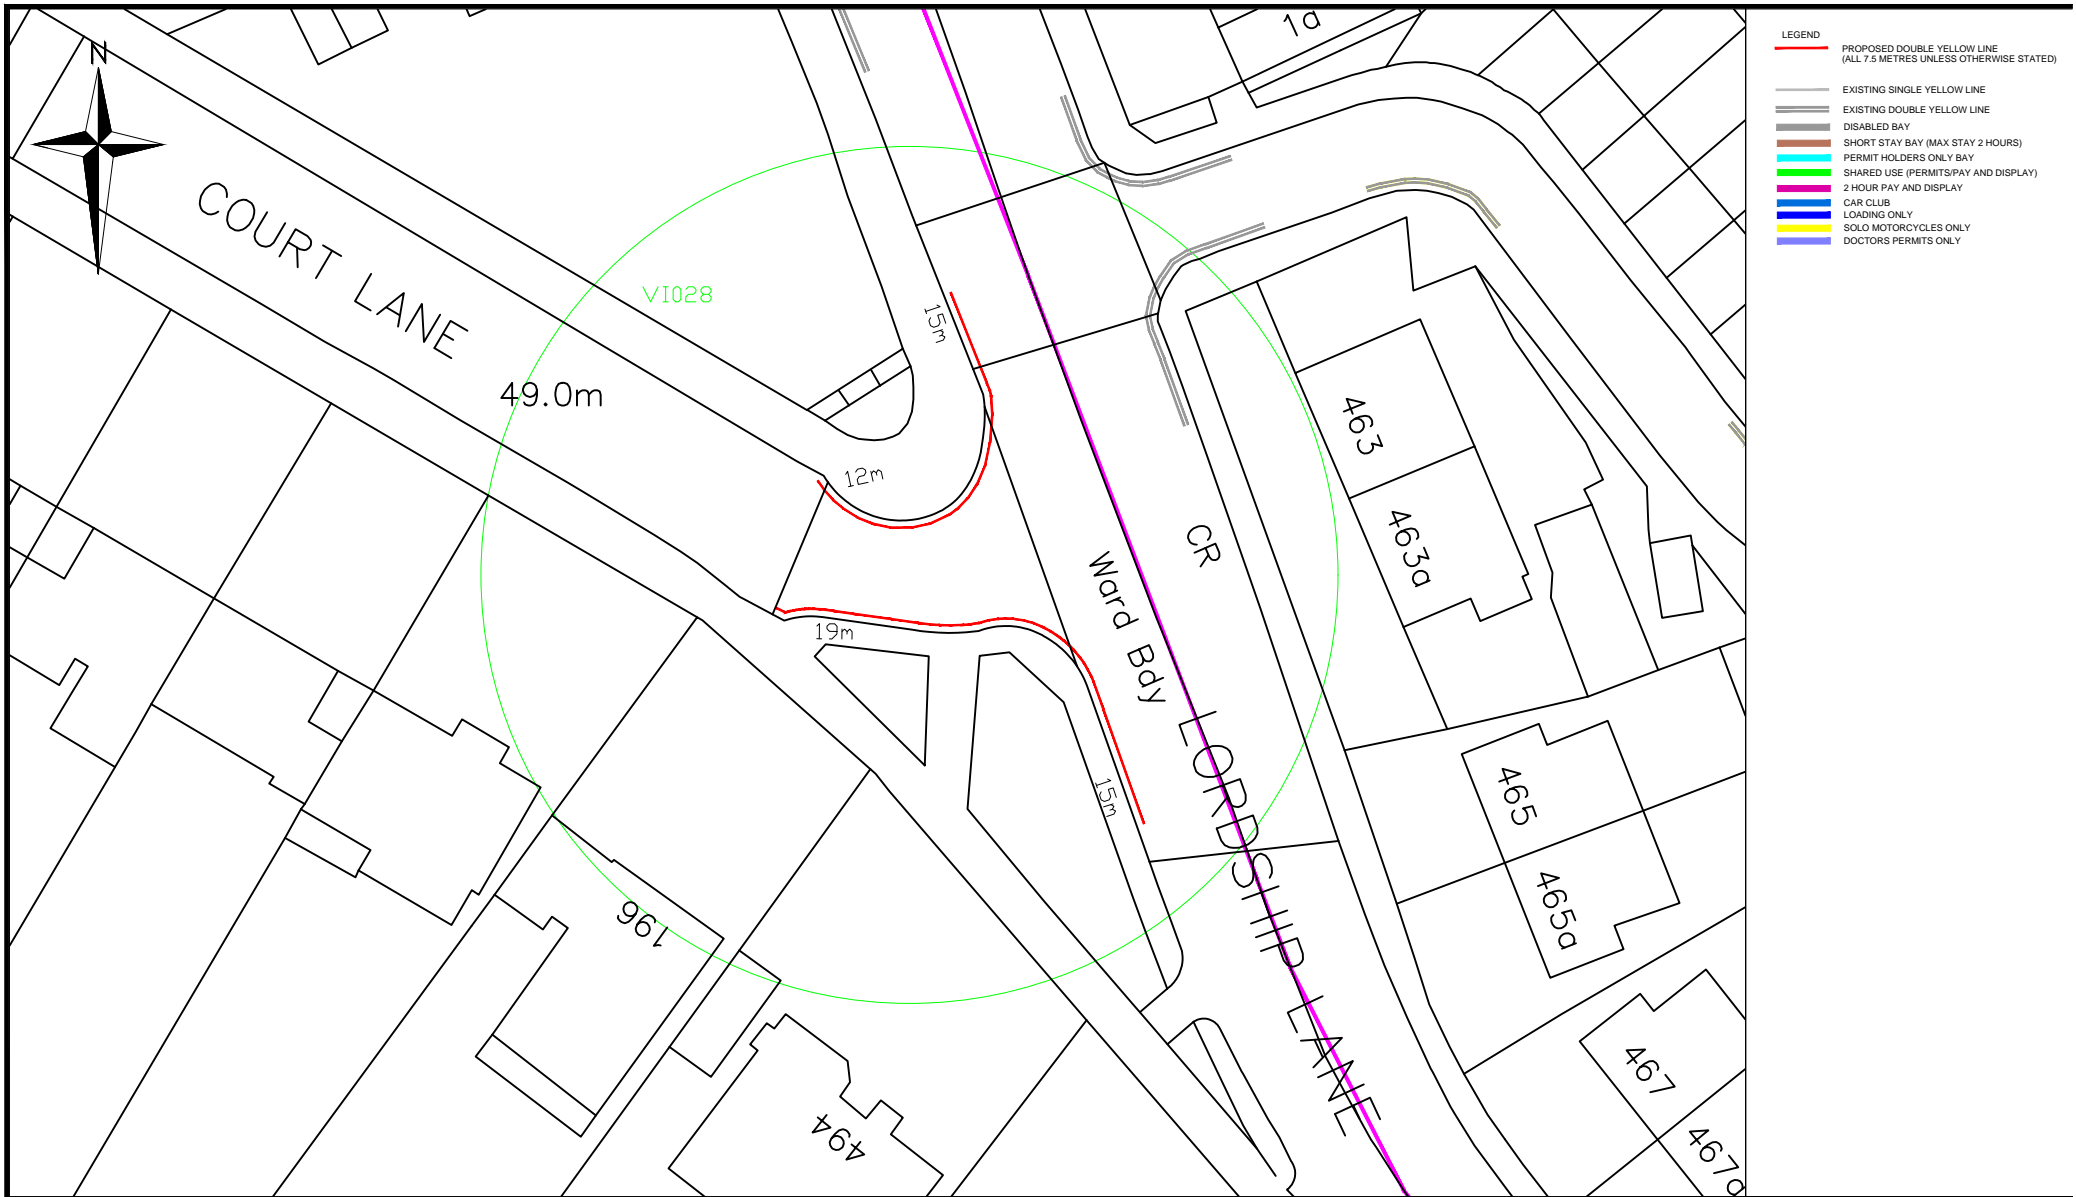 N
COURT LANE
VI028
49.0m
15m
12m
19m
15m
1a
463
463a
CR
Ward Bdy
LORDSHIP LANE
465
465a
467
467a
196
494
LEGEND
PROPOSED DOUBLE YELLOW LINE
(ALL 7.5 METRES UNLESS OTHERWISE STATED)
EXISTING SINGLE YELLOW LINE
EXISTING DOUBLE YELLOW LINE
DISABLED BAY
SHORT STAY BAY (MAX STAY 2 HOURS)
PERMIT HOLDERS ONLY BAY
SHARED USE (PERMITS/PAY AND DISPLAY)
2 HOUR PAY AND DISPLAY
CAR CLUB
LOADING ONLY
SOLO MOTORCYCLES ONLY
DOCTORS PERMITS ONLY